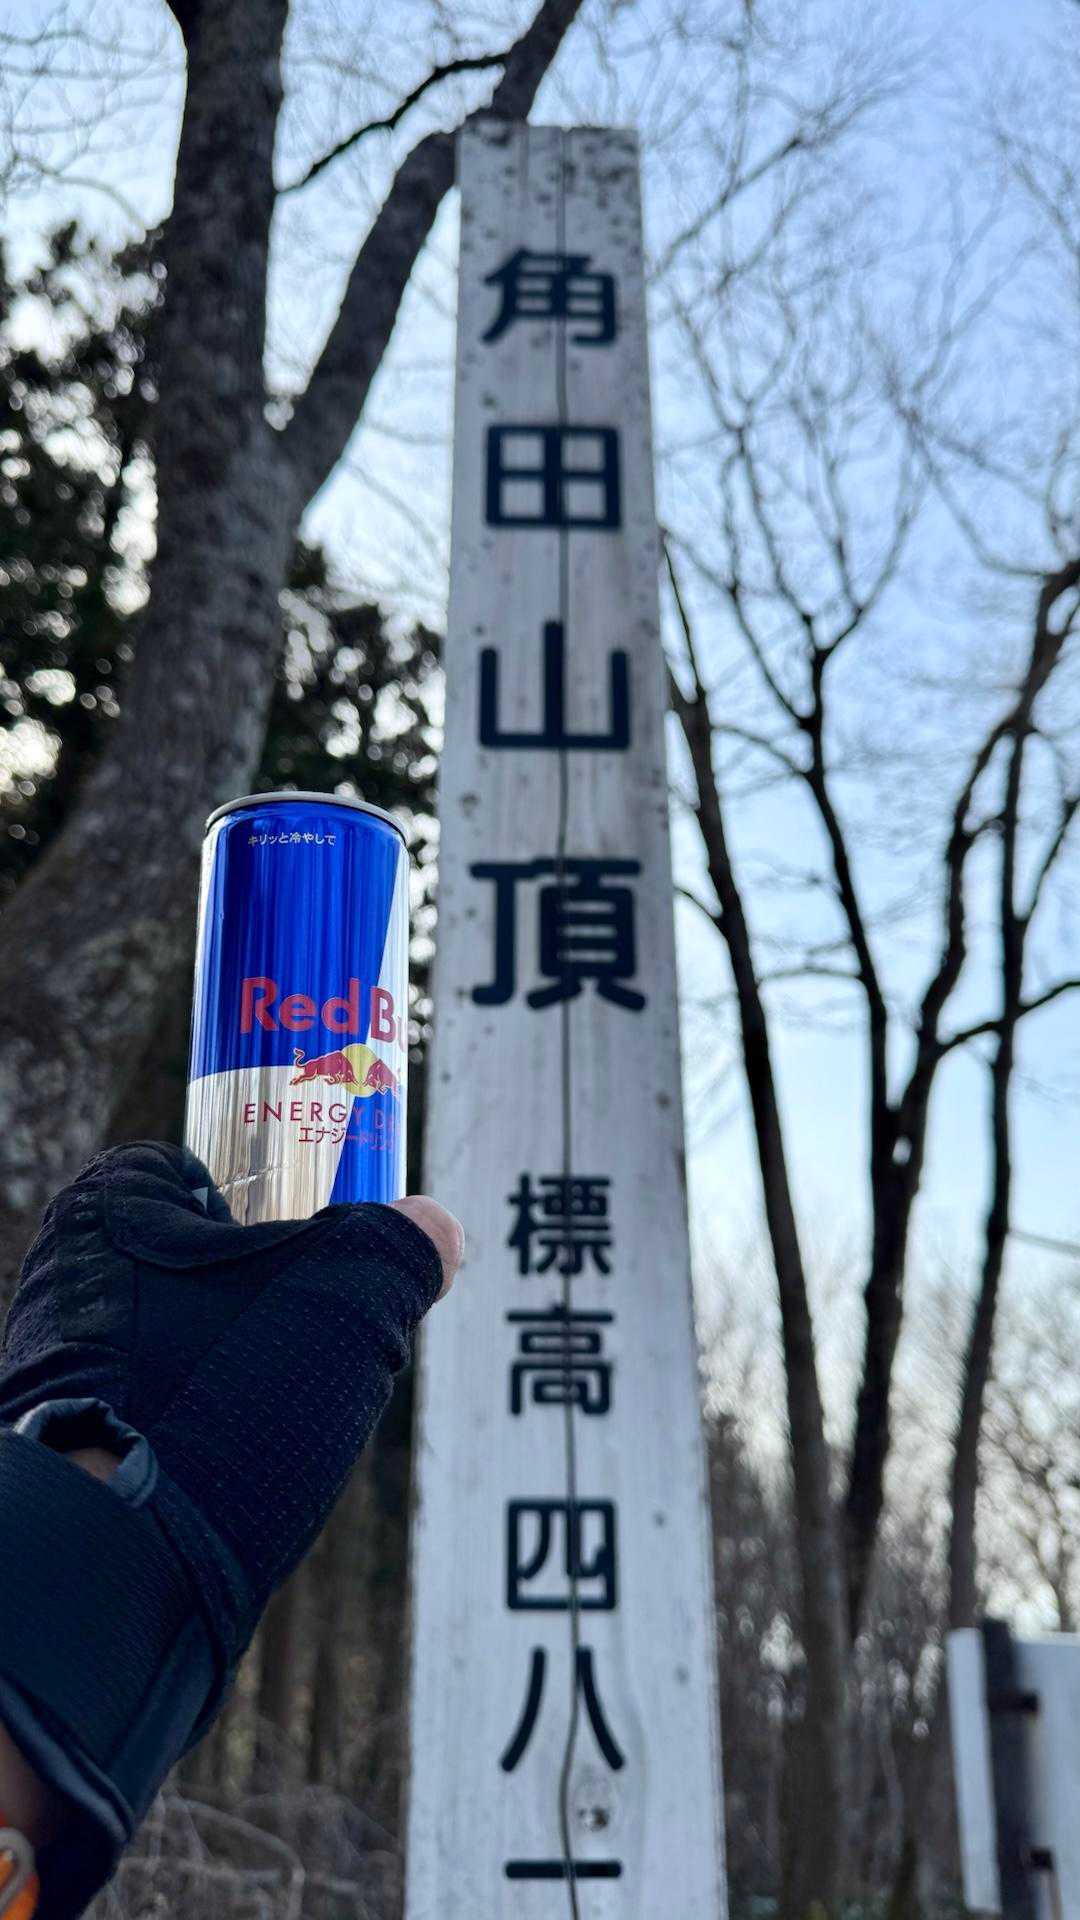 角田山頂
標高四八一
キリッと冷やして
Red Bu
ENERGY D
エナジードリン